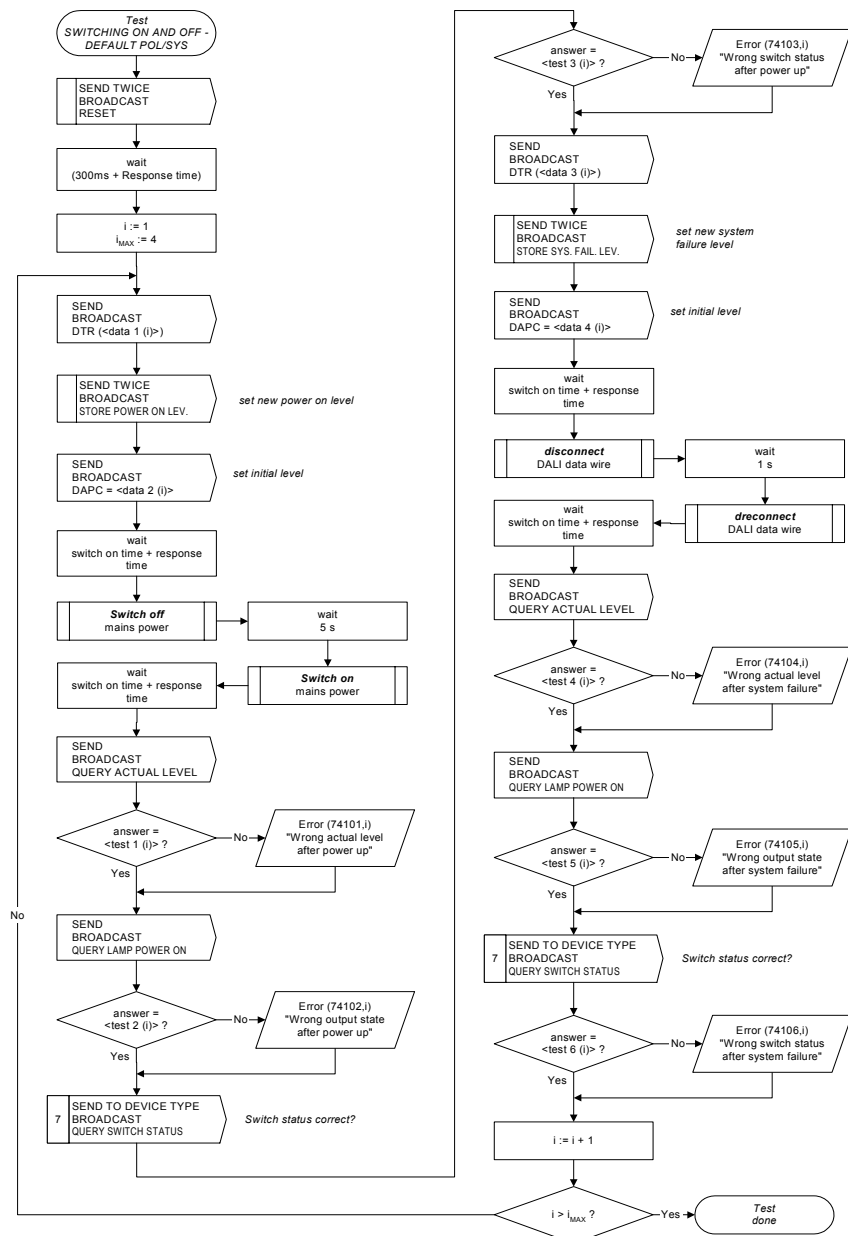 Test
SWITCHING ON AND OFF -
DEFAULT POL/SYS
SEND TWICE
BROADCAST
RESET
wait
(300ms + Response time)
i := 1
iMAX := 4
SEND
BROADCAST
DTR (<data 1 (i)>)
SEND TWICE
BROADCAST
STORE POWER ON LEV.
set new power on level
SEND
BROADCAST
DAPC = <data 2 (i)>
set initial level
wait
switch on time + response
time
Switch off
mains power
wait
5 s
Switch on
mains power
wait
switch on time + response
time
SEND
BROADCAST
QUERY ACTUAL LEVEL
answer =
<test 1 (i)> ?
No
Error (74101,i)
"Wrong actual level
after power up"
Yes
No
SEND
BROADCAST
QUERY LAMP POWER ON
answer =
<test 2 (i)> ?
No
Error (74102,i)
"Wrong output state
after power up"
Yes
7
SEND TO DEVICE TYPE
BROADCAST
QUERY SWITCH STATUS
Switch status correct?
answer =
<test 3 (i)> ?
No
Error (74103,i)
"Wrong switch status
after power up"
Yes
SEND
BROADCAST
DTR (<data 3 (i)>)
SEND TWICE
BROADCAST
STORE SYS. FAIL. LEV.
set new system
failure level
SEND
BROADCAST
DAPC = <data 4 (i)>
set initial level
wait
switch on time + response
time
disconnect
DALI data wire
wait
1 s
dreconnect
DALI data wire
wait
switch on time + response
time
SEND
BROADCAST
QUERY ACTUAL LEVEL
answer =
<test 4 (i)> ?
No
Error (74104,i)
"Wrong actual level
after system failure"
Yes
SEND
BROADCAST
QUERY LAMP POWER ON
answer =
<test 5 (i)> ?
No
Error (74105,i)
"Wrong output state
after system failure"
Yes
7
SEND TO DEVICE TYPE
BROADCAST
QUERY SWITCH STATUS
Switch status correct?
answer =
<test 6 (i)> ?
No
Error (74106,i)
"Wrong switch status
after system failure"
Yes
i := i + 1
i > iMAX ?
Yes
Test
done